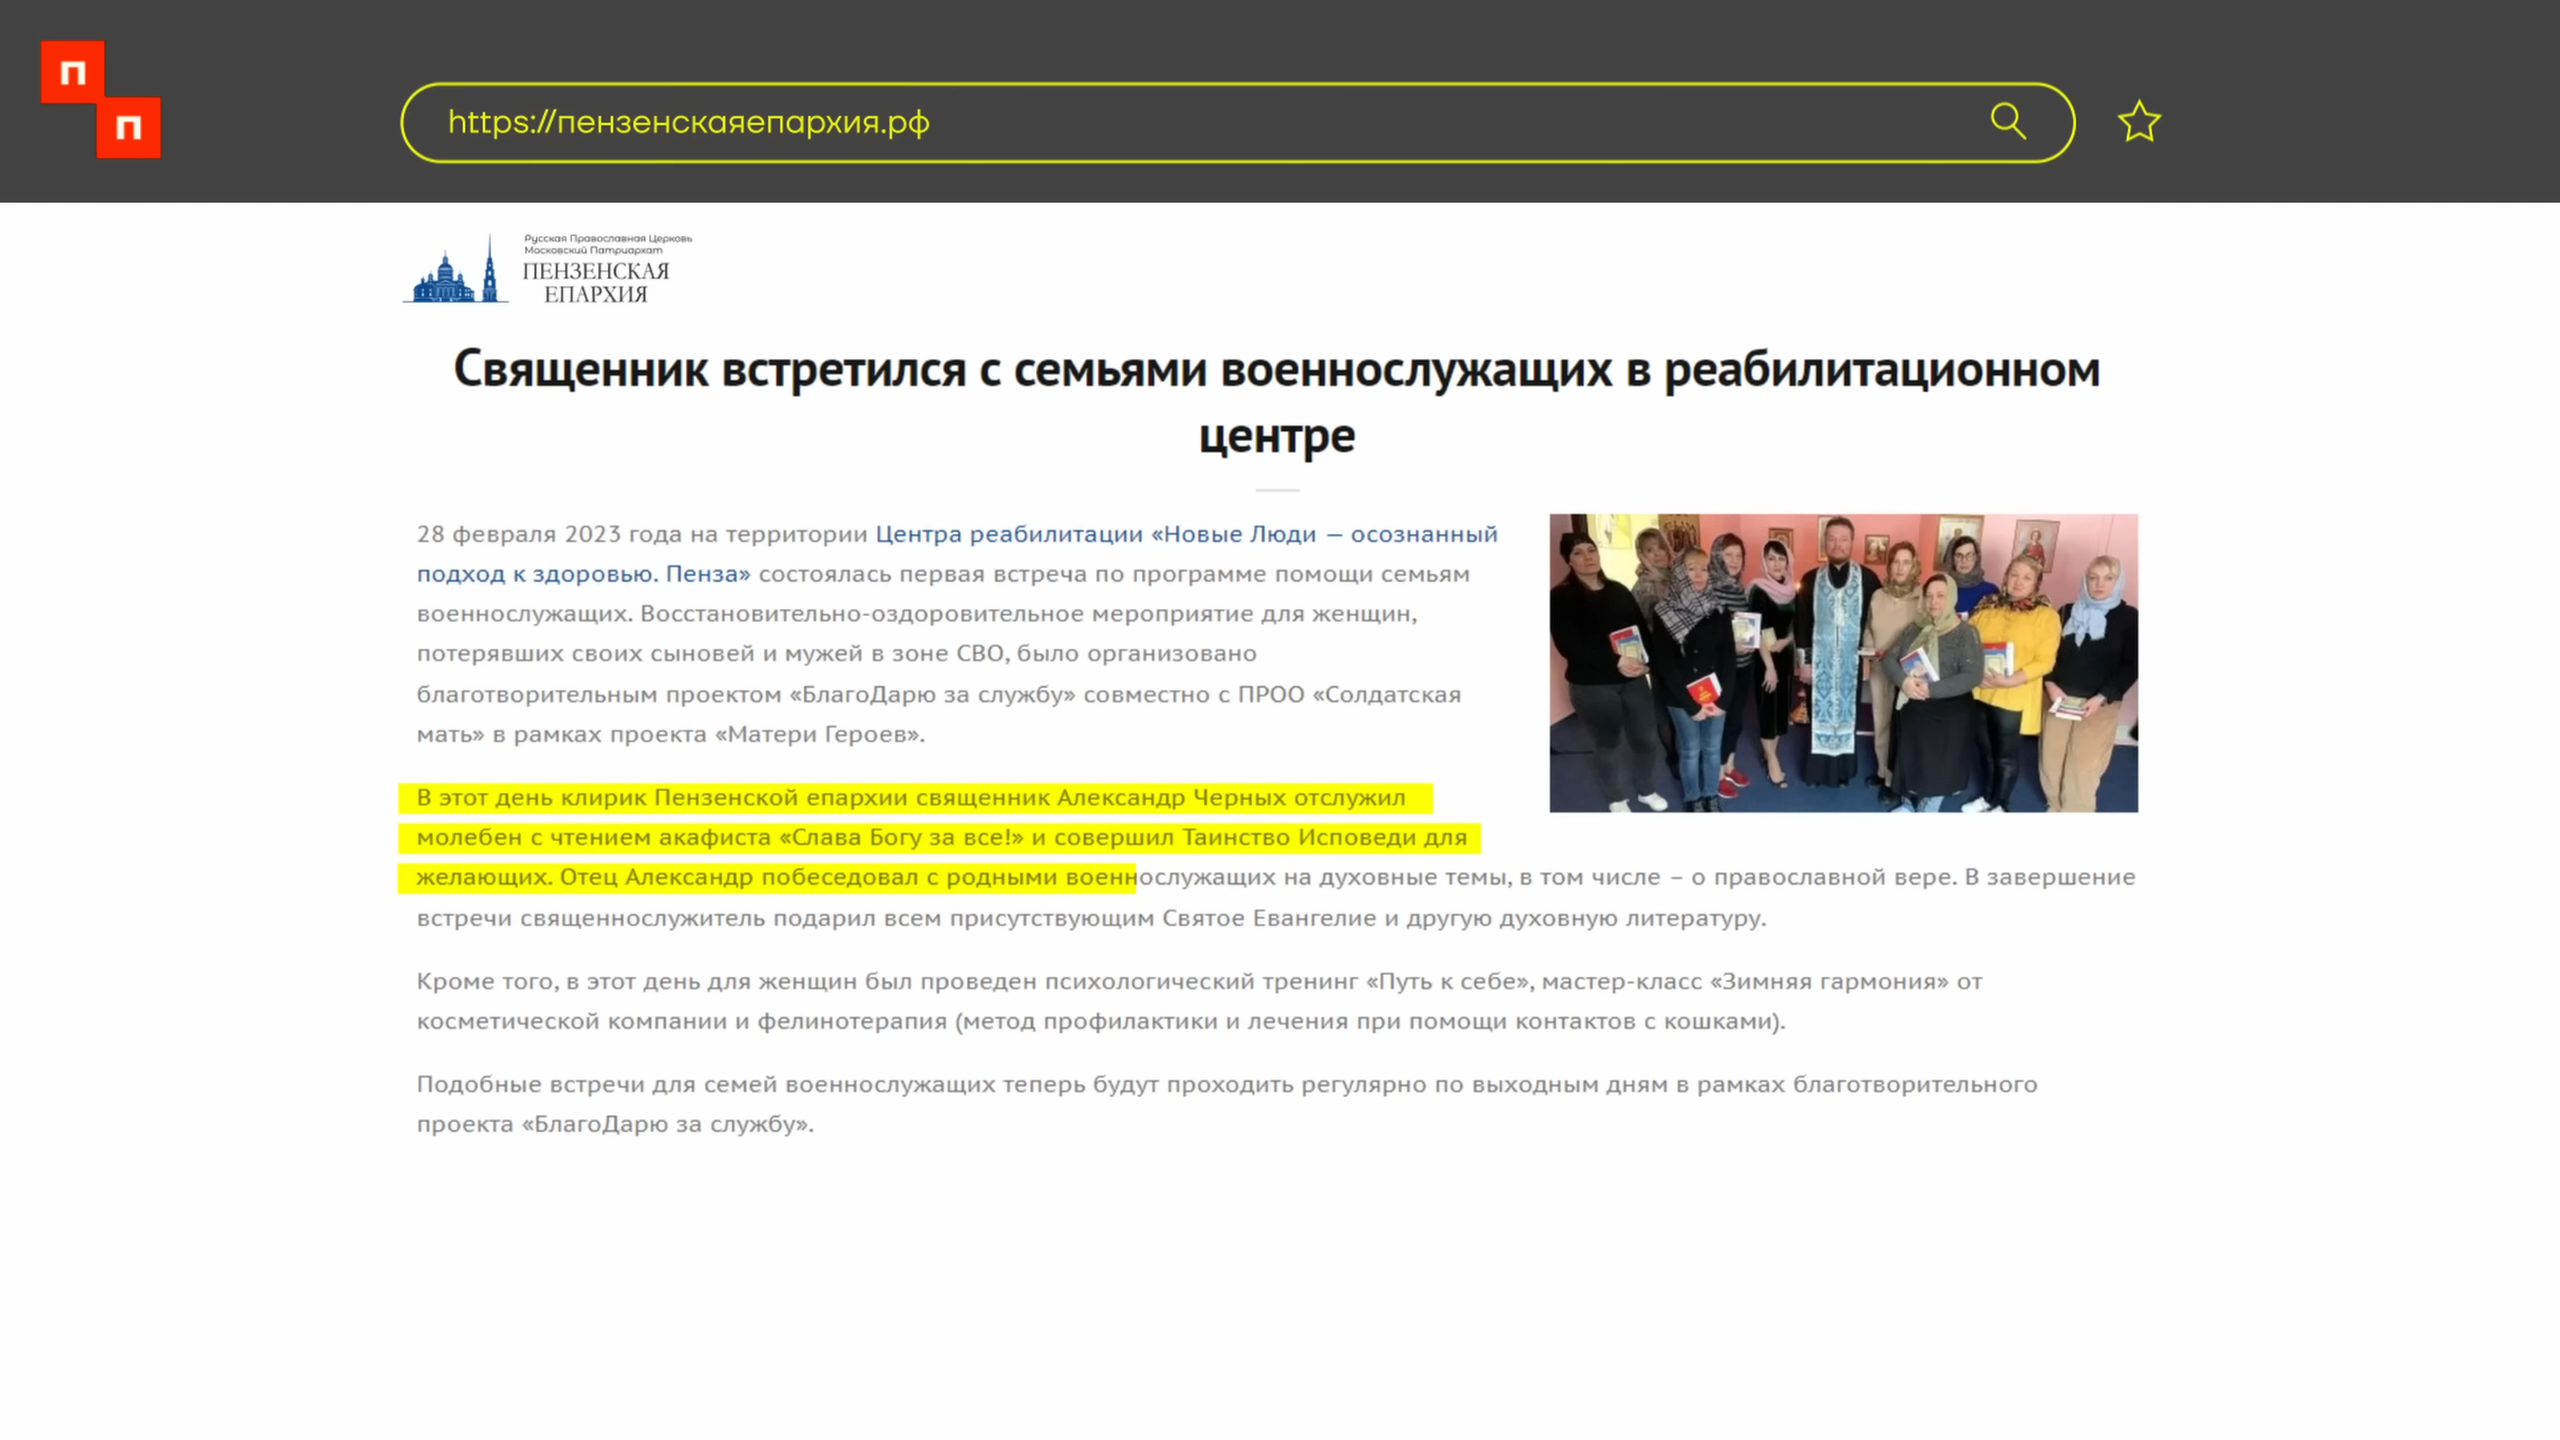 П
П
https://пензенскаяепархия.рф
Русская Православная Церковь
Московский Патриархат
ПЕНЗЕНСКАЯ
ЕПАРХИЯ
Священник встретился с семьями военнослужащих в реабилитационном
центре
28 февраля 2023 года на территории Центра реабилитации «Новые Люди – осознанный
подход к здоровью. Пенза» состоялась первая встреча по программе помощи семьям
военнослужащих. Восстановительно-оздоровительное мероприятие для женщин,
потерявших своих сыновей и мужей в зоне СВО, было организовано
благотворительным проектом «БлагоДарю за службу» совместно с ПРОО «Солдатская
мать» в рамках проекта «Матери Героев».
В этот день клирик Пензенской епархии священник Александр Черных отслужил
молебен с чтением акафиста «Слава Богу за все!» и совершил Таинство Исповеди для
желающих. Отец Александр побеседовал с родными военнослужащих на духовные темы, в том числе – о православной вере. В завершение
встречи священнослужитель подарил всем присутствующим Святое Евангелие и другую духовную литературу.
Кроме того, в этот день для женщин был проведен психологический тренинг «Путь к себе», мастер-класс «Зимняя гармония» от
косметической компании и фелинотерапия (метод профилактики и лечения при помощи контактов с кошками).
Подобные встречи для семей военнослужащих теперь будут проходить регулярно по выходным дням в рамках благотворительного
проекта «БлагоДарю за службу».